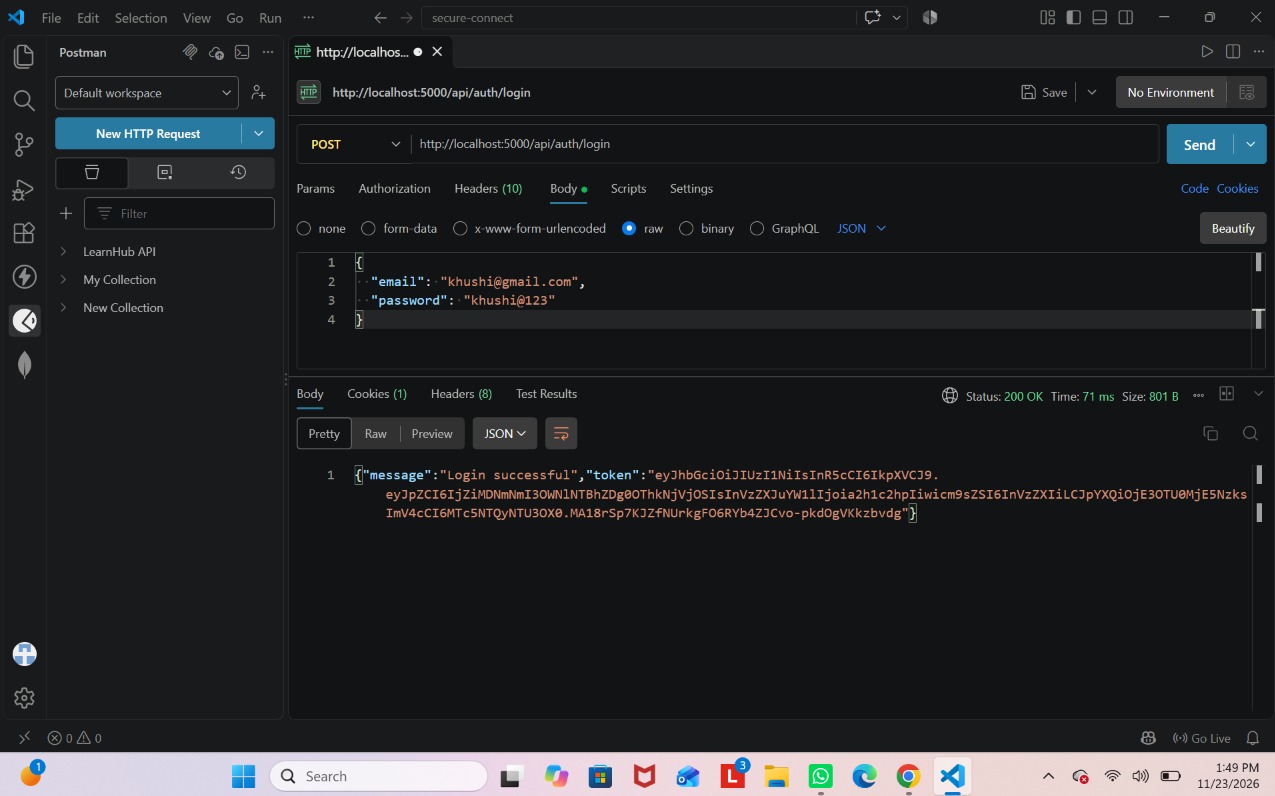 File Edit Selection View Go Run ··· secure-connect
Postman
http://localhos...
Default workspace
HTTP http://localhost:5000/api/auth/login Save No Environment
New HTTP Request
POST http://localhost:5000/api/auth/login Send
Params Authorization Headers (10) Body Scripts Settings Code Cookies
Filter
none form-data x-www-form-urlencoded raw binary GraphQL JSON Beautify
LearnHub API
My Collection
New Collection
1 {
2 "email": "khushi@gmail.com",
3 "password": "khushi@123"
4 }
Body Cookies (1) Headers (8) Test Results Status: 200 OK Time: 71 ms Size: 801 B
Pretty Raw Preview JSON
1 {"message":"Login successful","token":"eyJhbGciOiJIUzI1NiIsInR5cCI6IkpXVCJ9.
eyJpZCI6IjZiMDNmNmI3OWNlNTBhZDg0OThkNjVjOSIsInVzZXJuYW1lIjoia2h1c2hpIiwicm9sZSI6InVzZXIiLCJpYXQiOjE3OTU0MjE5Nzks
ImV4cCI6MTc5NTQyNTU3OX0.MA18rSp7KJZfNUrkgFO6RYb4ZJCvo-pkdOgVKkzbvdg"}
0 0 Go Live
1 Search 3 1:49 PM
11/23/2026